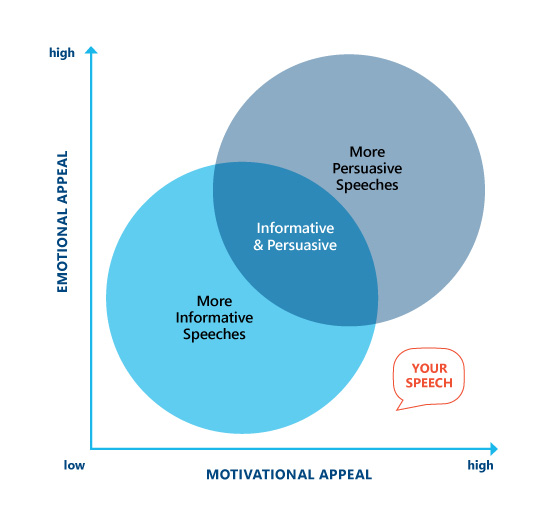 high
EMOTIONAL APPEAL
More
Persuasive
Speeches
Informative
& Persuasive
More
Informative
Speeches
YOUR
SPEECH
low
MOTIVATIONAL APPEAL
high